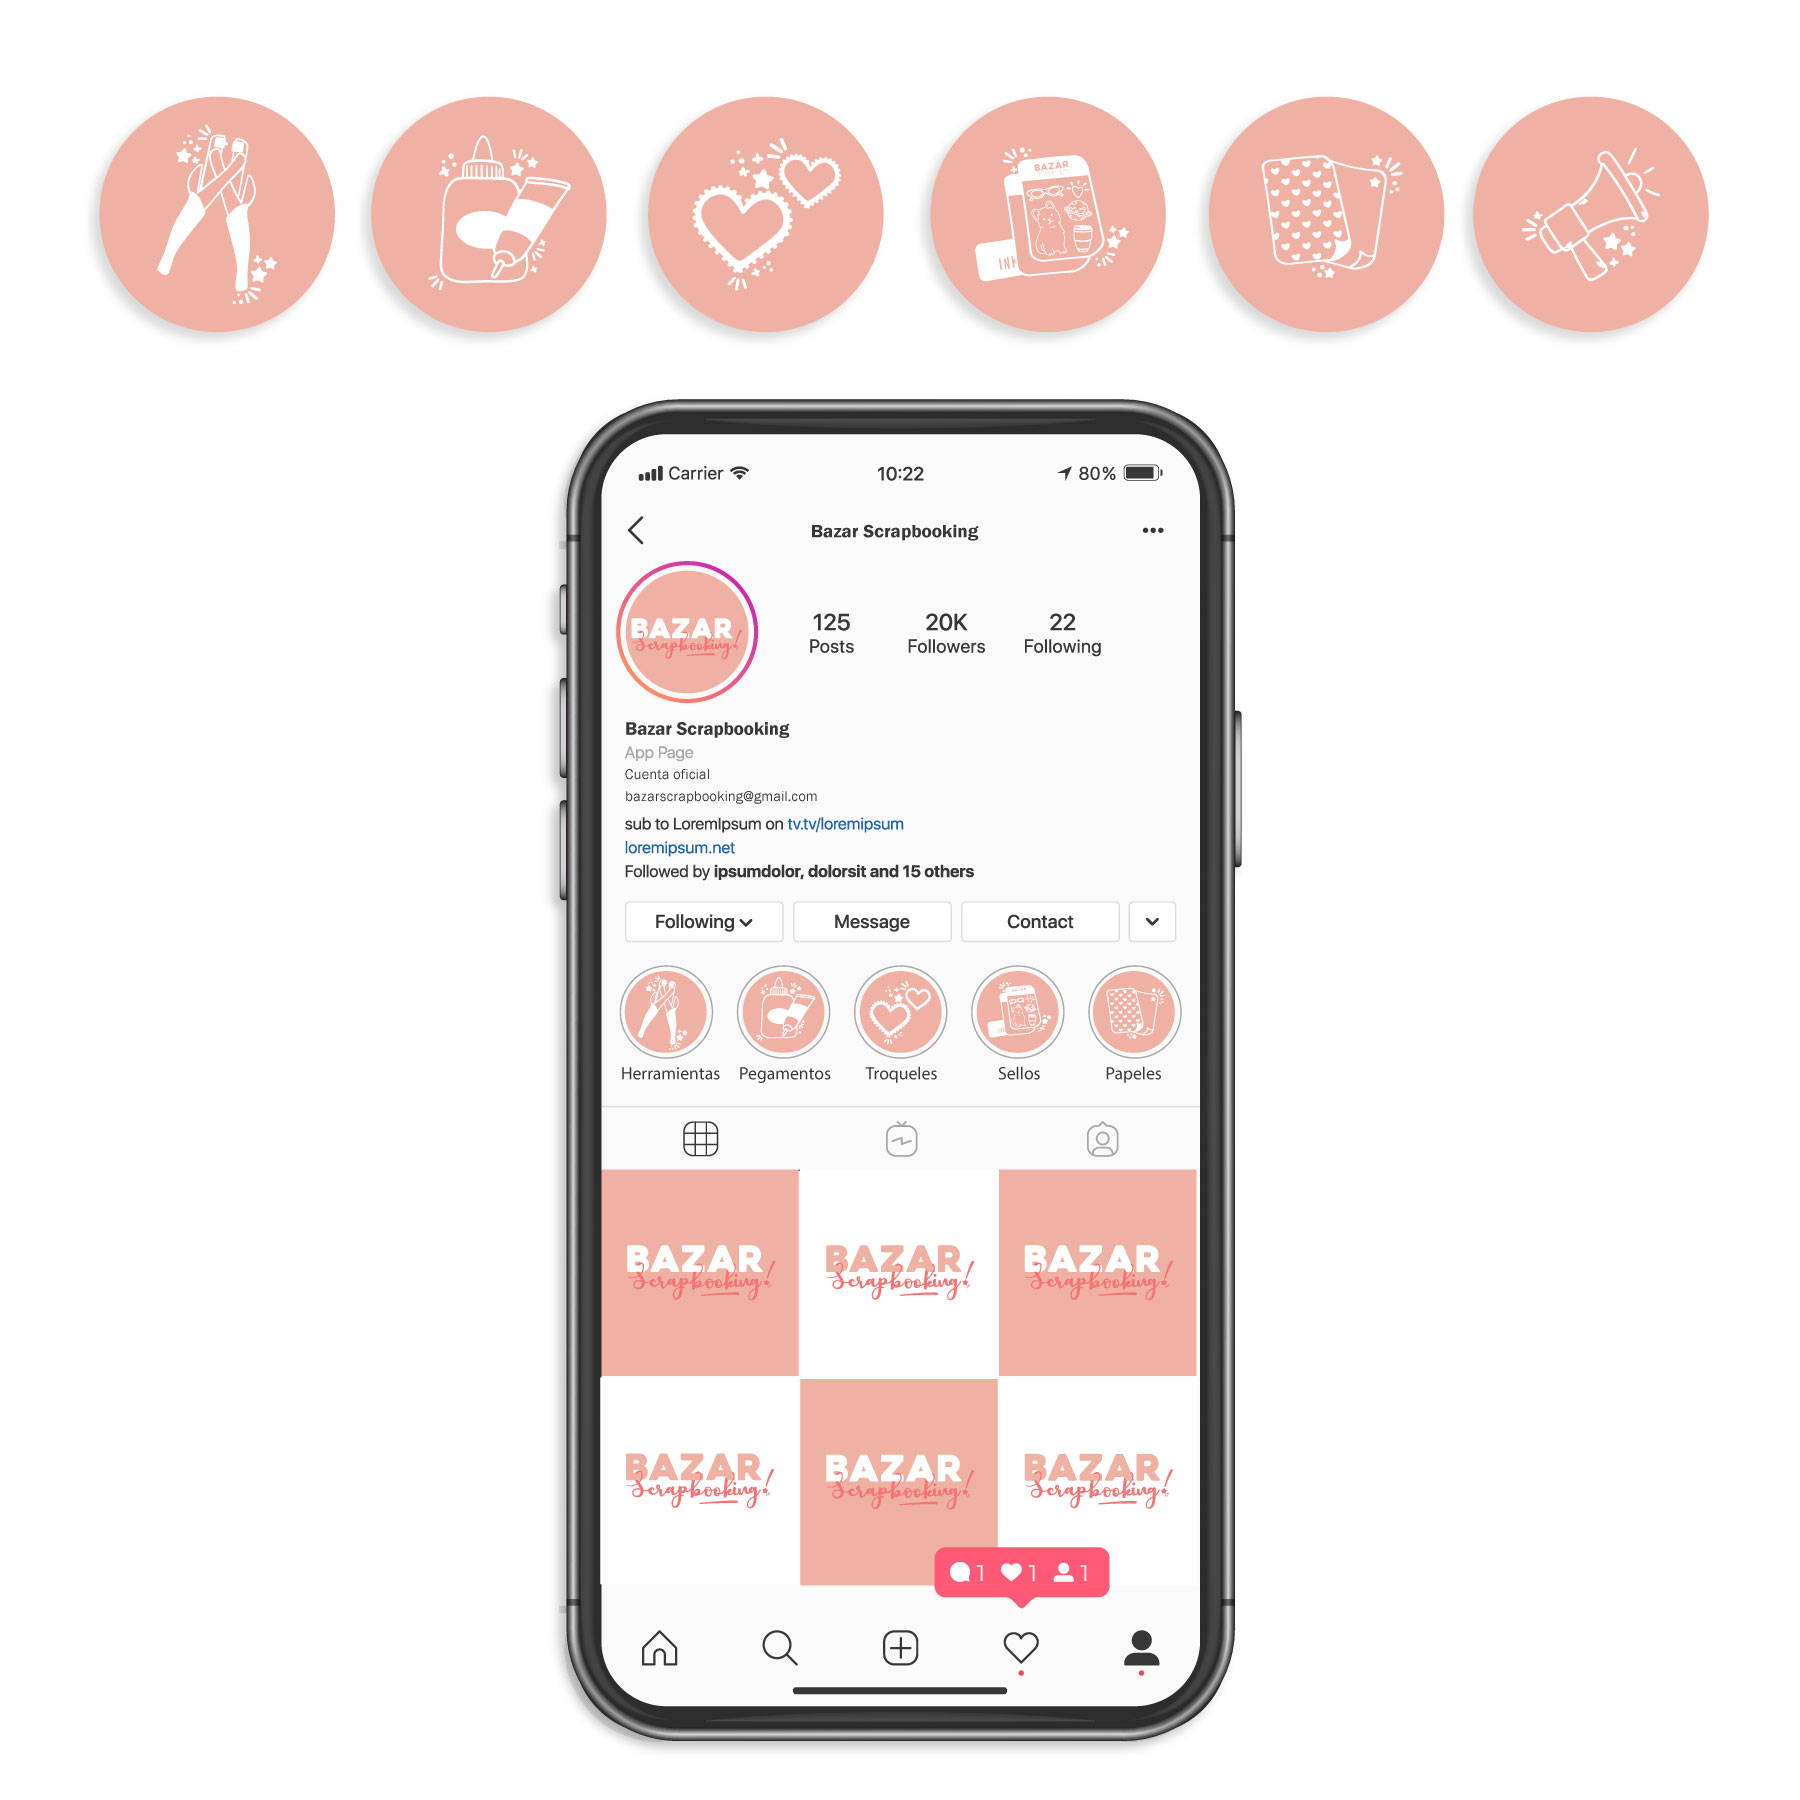 BAZAR
Carrier 10:22 80%
Bazar Scrapbooking
BAZAR
Scrapbooking!
125 20K 22
Posts Followers Following
Bazar Scrapbooking
App Page
Cuenta oficial
bazarscrapbooking@gmail.com
sub to LoremIpsum on tv.tv/loremipsum
loremipsum.net
Followed by ipsumdolor, dolorsit and 15 others
Following Message Contact
BAZAR
Herramientas Pegamentos Troqueles Sellos Papeles
BAZAR BAZAR BAZAR
Scrapbooking! Scrapbooking! Scrapbooking!
BAZAR BAZAR BAZAR
Scrapbooking! Scrapbooking! Scrapbooking!
1 1 1